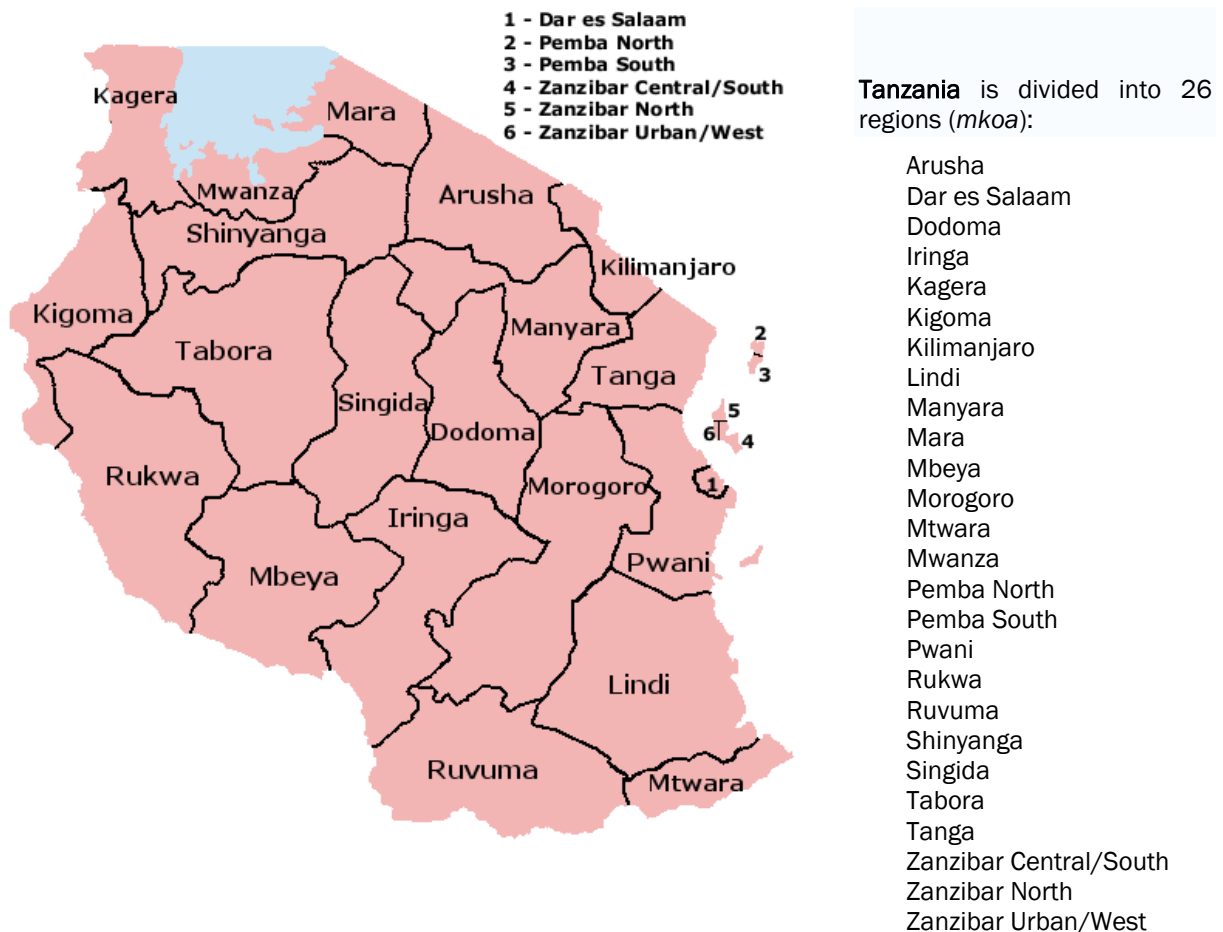 1 - Dar es Salaam
2 - Pemba North
3 - Pemba South
4 - Zanzibar Central/South
5 - Zanzibar North
6 - Zanzibar Urban/West
Kagera
Mara
Mwanza
Arusha
Shinyanga
Kilimanjaro
Kigoma
Manyara
Tabora
2
Tanga
3
Singida
5
Dodoma
6
4
Rukwa
Morogoro
1
Iringa
Pwani
Mbeya
Lindi
Ruvuma
Mtwara
Tanzania is divided into 26
regions (mkoa):
Arusha
Dar es Salaam
Dodoma
Iringa
Kagera
Kigoma
Kilimanjaro
Lindi
Manyara
Mara
Mbeya
Morogoro
Mtwara
Mwanza
Pemba North
Pemba South
Pwani
Rukwa
Ruvuma
Shinyanga
Singida
Tabora
Tanga
Zanzibar Central/South
Zanzibar North
Zanzibar Urban/West